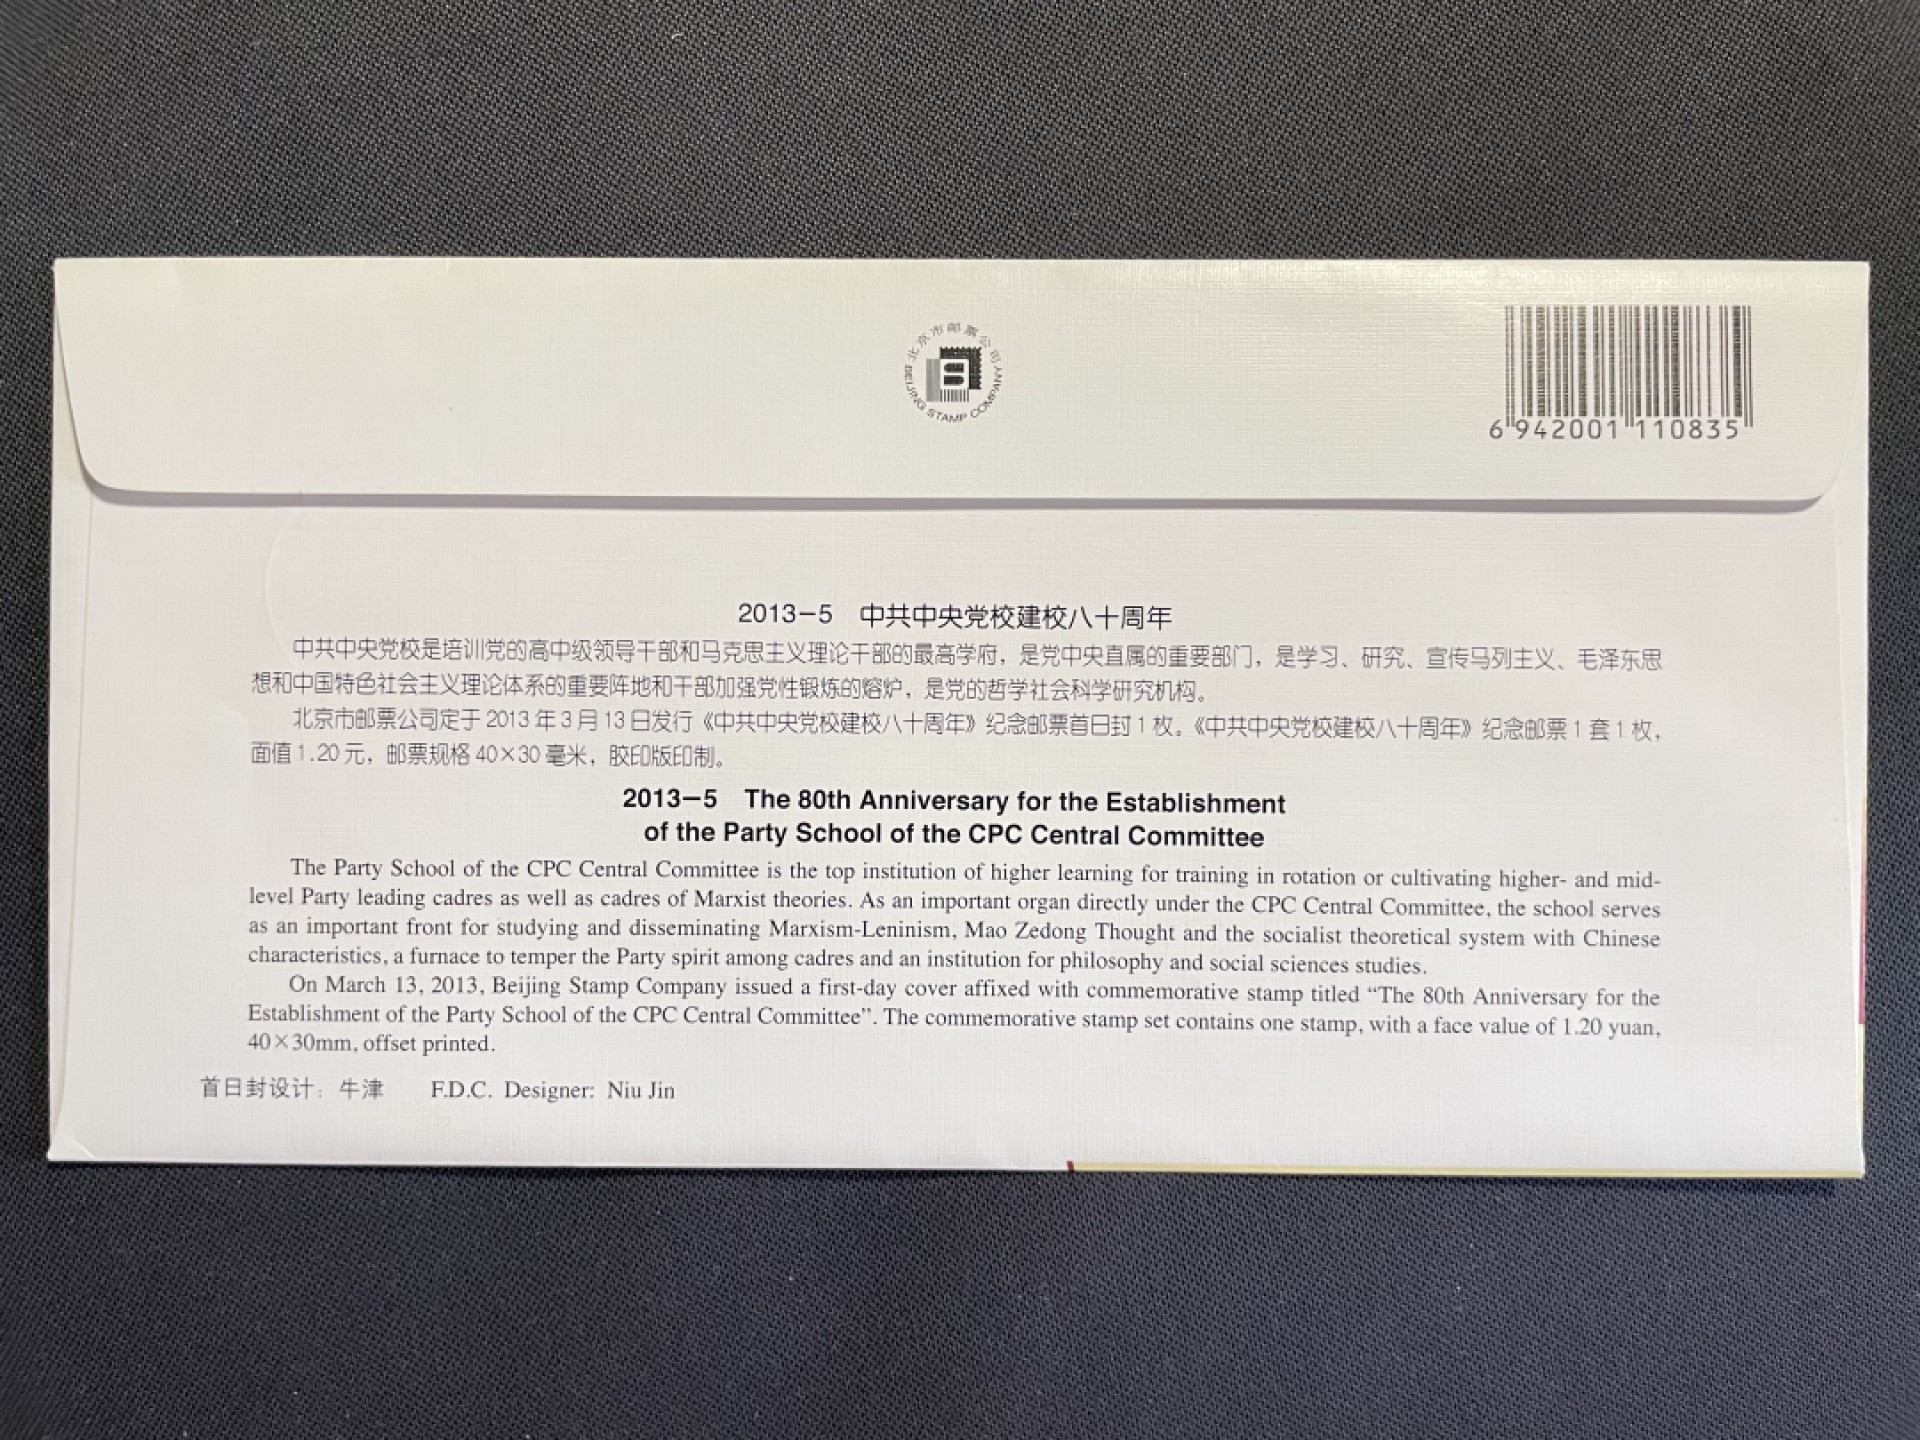 北京市邮票公司
BEIJING STAMP COMPANY
6 942001 110835
2013-5 中共中央党校建校八十周年
中共中央党校是培训党的高中级领导干部和马克思主义理论干部的最高学府，是党中央直属的重要部门，是学习、研究、宣传马列主义、毛泽东思
想和中国特色社会主义理论体系的重要阵地和干部加强党性锻炼的熔炉，是党的哲学社会科学研究机构。
北京市邮票公司定于 2013 年 3 月 13 日发行《中共中央党校建校八十周年》纪念邮票首日封 1 枚。《中共中央党校建校八十周年》纪念邮票 1 套 1 枚，
面值 1.20 元，邮票规格 40×30 毫米，胶印版印制。
2013-5 The 80th Anniversary for the Establishment
of the Party School of the CPC Central Committee
The Party School of the CPC Central Committee is the top institution of higher learning for training in rotation or cultivating higher- and mid-
level Party leading cadres as well as cadres of Marxist theories. As an important organ directly under the CPC Central Committee, the school serves
as an important front for studying and disseminating Marxism-Leninism, Mao Zedong Thought and the socialist theoretical system with Chinese
characteristics, a furnace to temper the Party spirit among cadres and an institution for philosophy and social sciences studies.
On March 13, 2013, Beijing Stamp Company issued a first-day cover affixed with commemorative stamp titled “The 80th Anniversary for the
Establishment of the Party School of the CPC Central Committee”. The commemorative stamp set contains one stamp, with a face value of 1.20 yuan,
40×30mm, offset printed.
首日封设计：牛津 F.D.C. Designer: Niu Jin